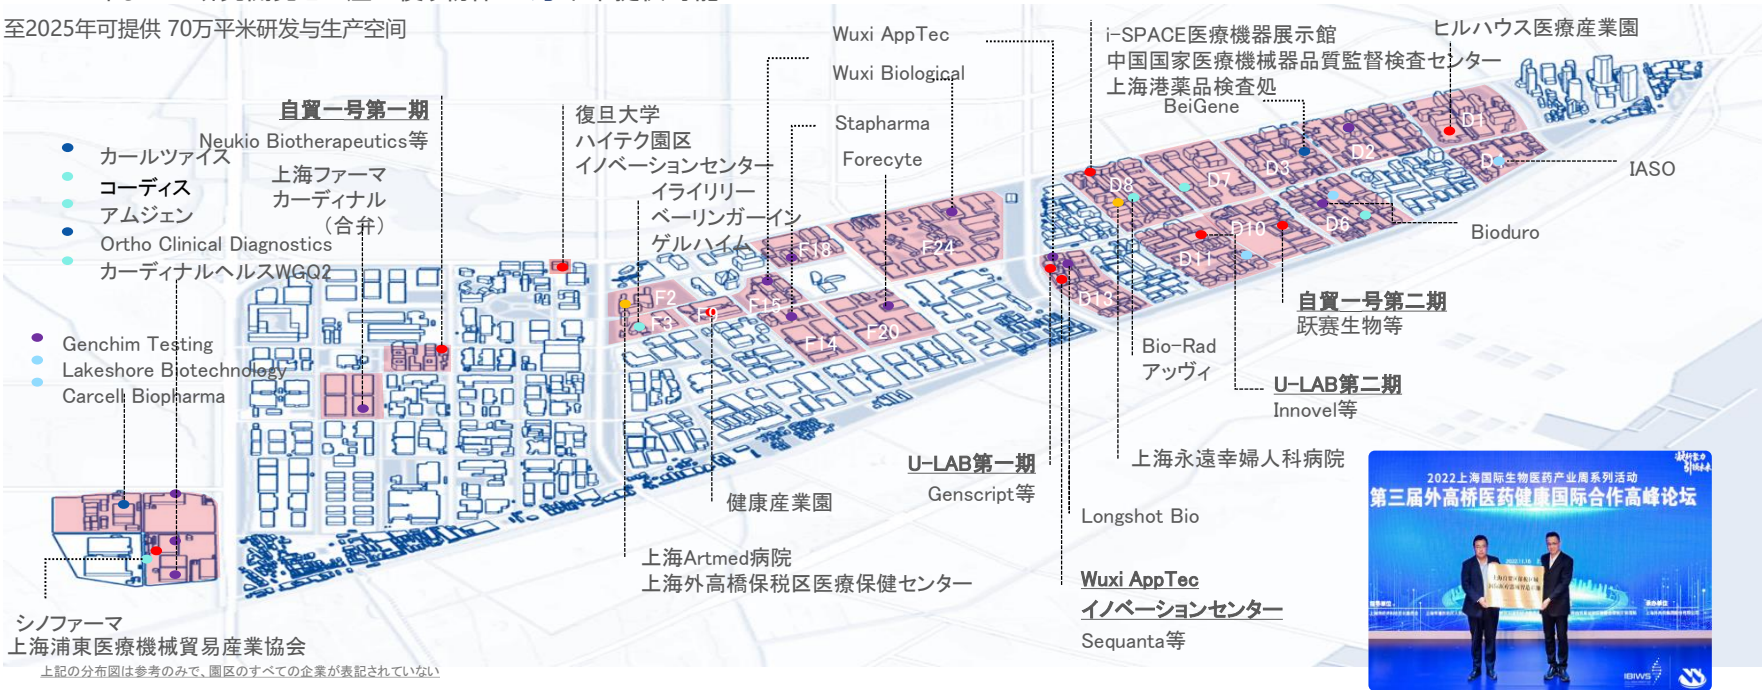 至2025年可提供 70万平米研发与生产空间
自貿一号第一期
Neukio Biotherapeutics等
カールツァイス
コーディス
アムジェン
Ortho Clinical Diagnostics
カーディナルヘルスWGQ2
上海ファーマ
カーディナル
（合弁）
Genchim Testing
Lakeshore Biotechnology
Carcell Biopharma
シノファーマ
上海浦東医療機械貿易産業協会
上記の分布図は参考のみで、園区のすべての企業が表記されていない
復旦大学
ハイテク園区
イノベーションセンター
イライリリー
ベーリンガーイン
ゲルハイム
Wuxi AppTec
Wuxi Biological
Stapharma
Forecyte
i-SPACE医療機器展示館
中国国家医療機械器品質監督検査センター
上海港薬品検査処
BeiGene
ヒルハウス医療産業園
IASO
Bioduro
F2
F3
F9
F15
F18
F14
F20
F24
D8
D7
D3
D2
D1
D6
D10
D11
D13
自貿一号第二期
跃赛生物等
Bio-Rad
アッヴィ
U-LAB第二期
Innovel等
上海永遠幸婦人科病院
U-LAB第一期
Genscript等
Longshot Bio
健康産業園
上海Artmed病院
上海外高橋保税区医療保健センター
Wuxi AppTec
イノベーションセンター
Sequanta等
2022上海国际生物医药产业周系列活动
第三届外高桥医药健康国际合作高峰论坛
IBIWS